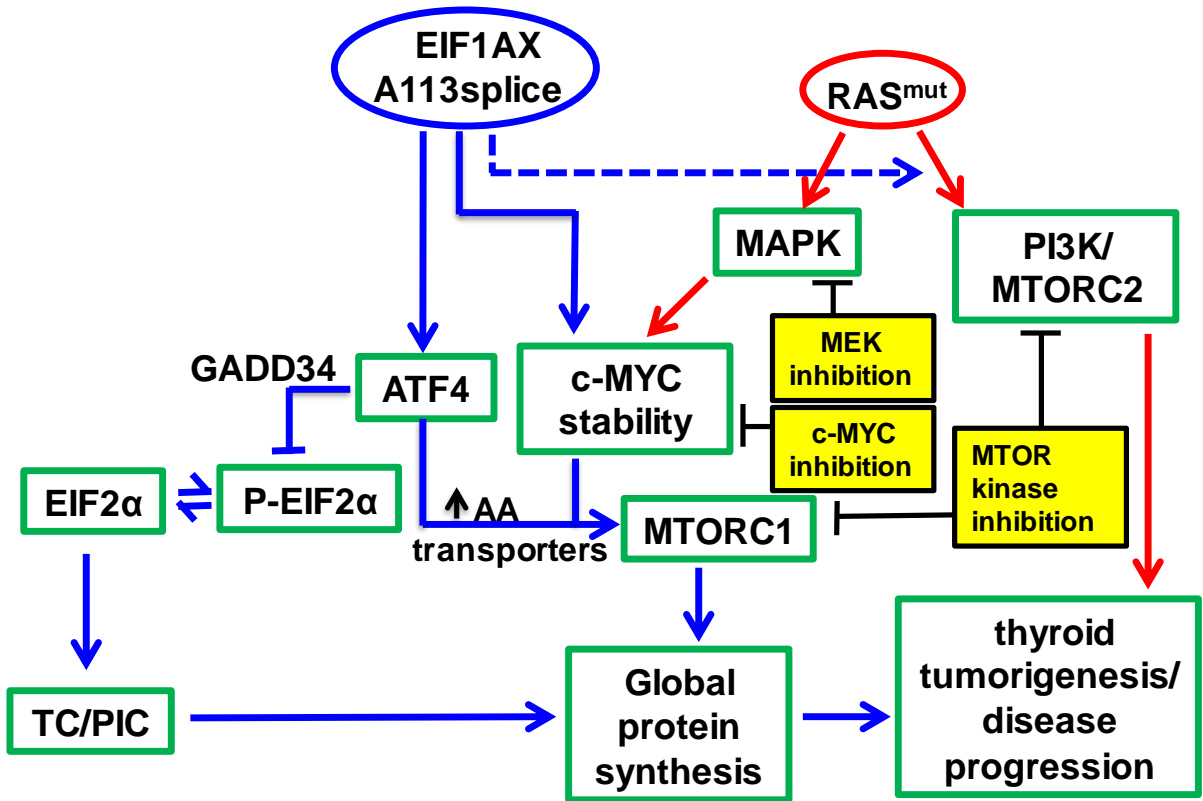 EIF1AX
A113splice
RASmut
MAPK
PI3K/
MTORC2
MEK
inhibition
GADD34
ATF4
c-MYC
stability
c-MYC
inhibition
MTOR
kinase
inhibition
EIF2α
P-EIF2α
AA
transporters
MTORC1
TC/PIC
Global
protein
synthesis
thyroid
tumorigenesis/
disease
progression